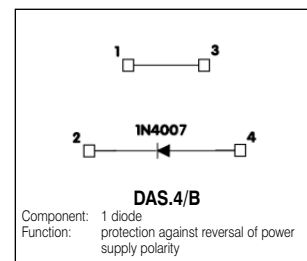 1 3
1N4007
2 4
DAS.4/B
Component: 1 diode
Function: protection against reversal of power
supply polarity